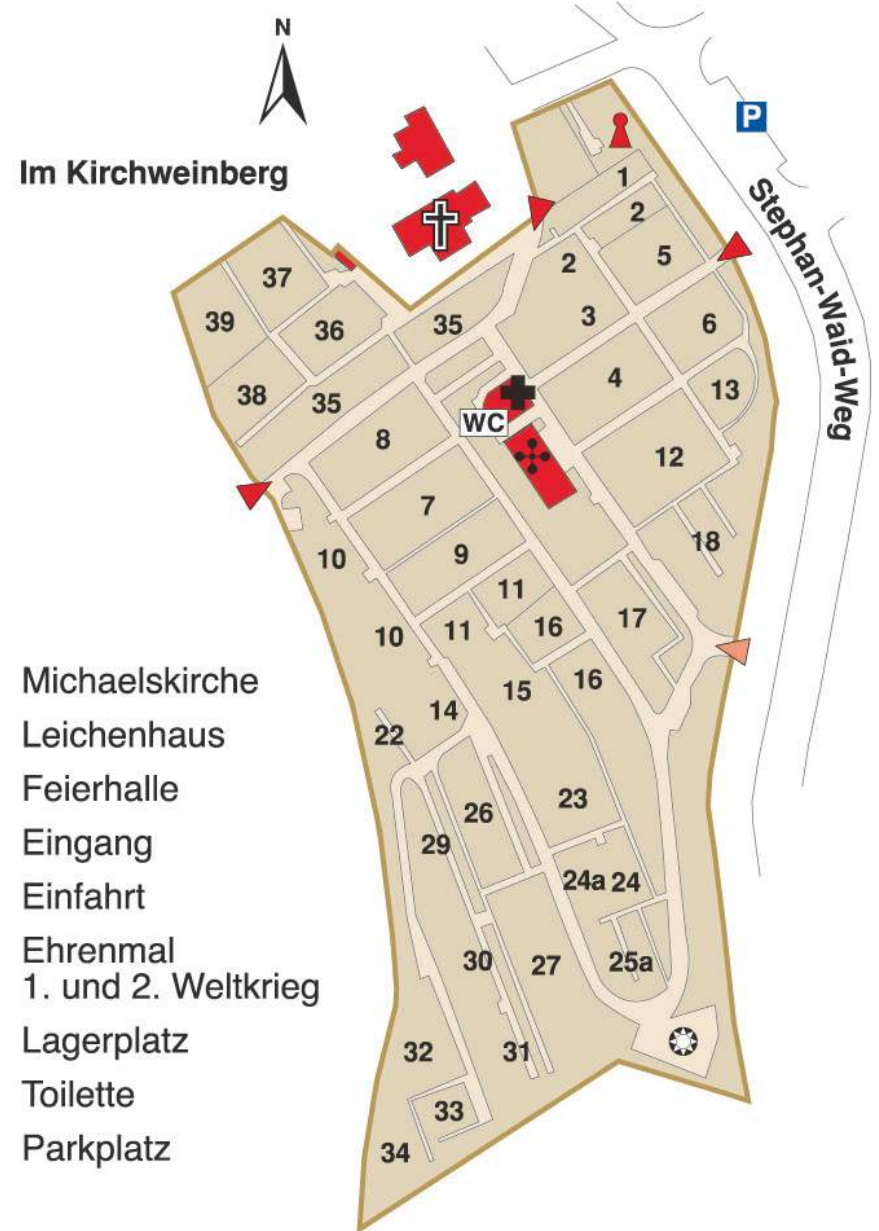 N
Im Kirchweinberg
P
Stephan-Waid-Weg
1
2
5
2
37
3
6
39
36
35
4
13
38
35
WC
8
12
7
18
10
9
11
17
10
11
16
15
16
Michaelskirche
14
22
Leichenhaus
Feierhalle
26
23
29
Eingang
24a 24
Einfahrt
Ehrenmal
1. und 2. Weltkrieg
30
27
25a
Lagerplatz
32
31
Toilette
33
Parkplatz
34